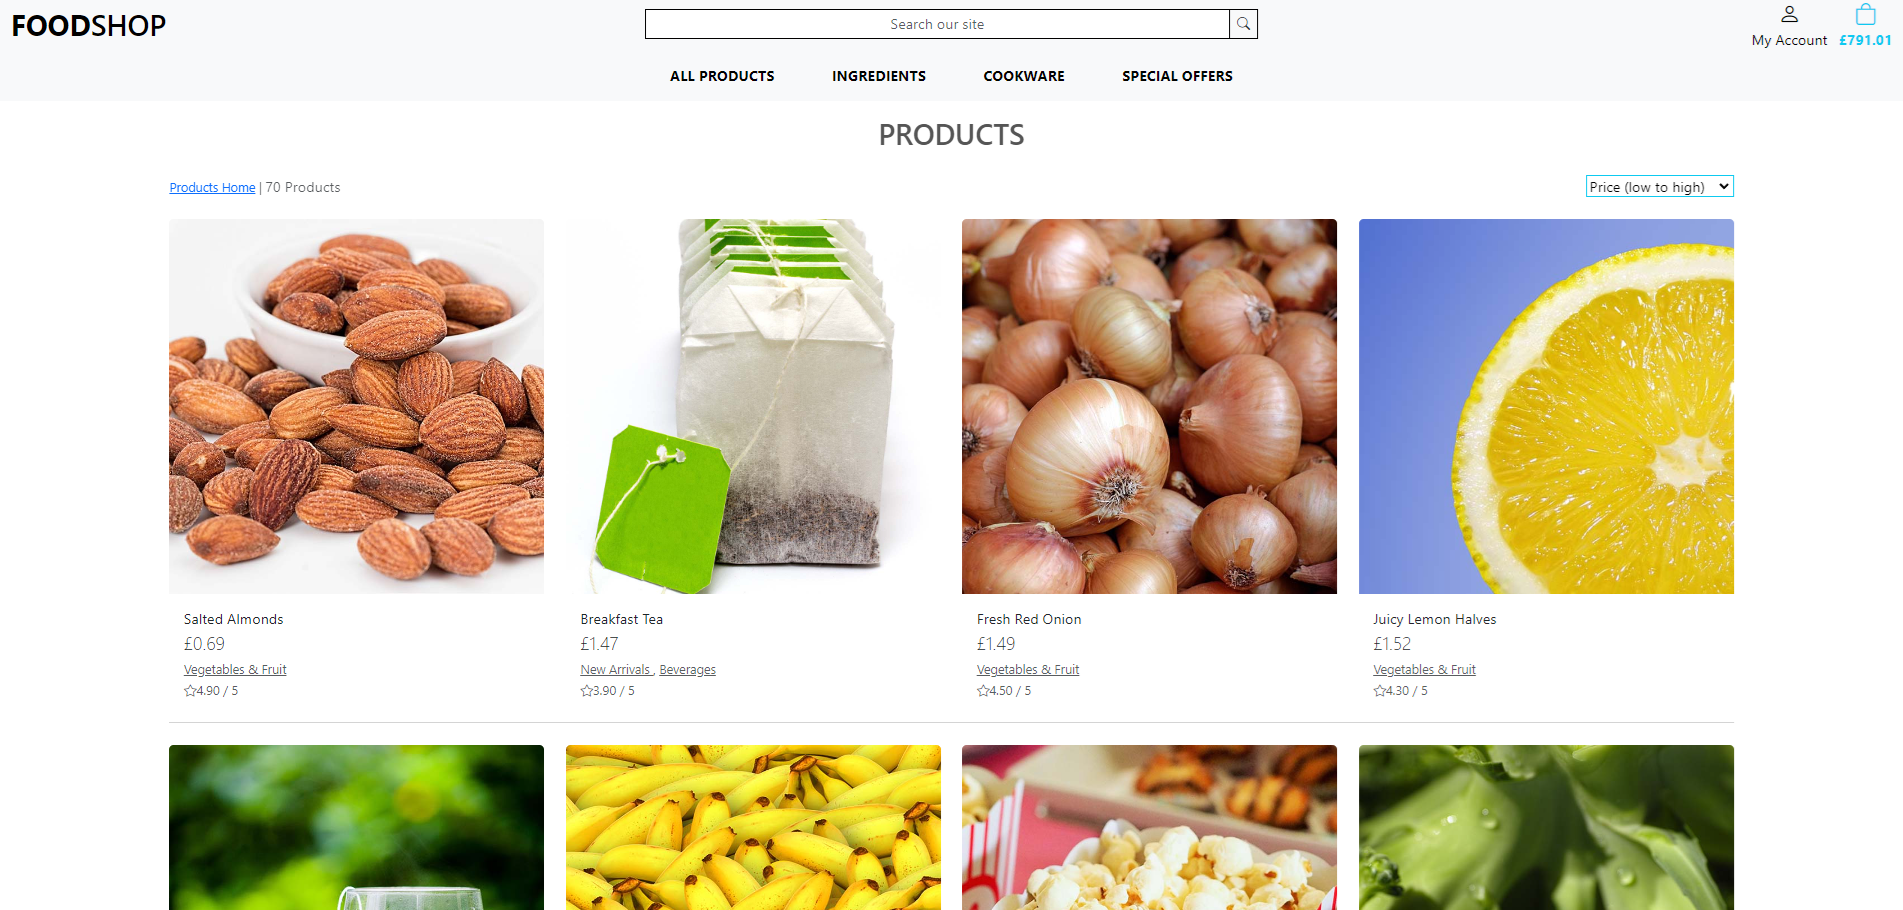 FOODSHOP
Search our site
My Account
£791.01
ALL PRODUCTS INGREDIENTS COOKWARE SPECIAL OFFERS
PRODUCTS
Products Home | 70 Products
Price (low to high)
Salted Almonds
£0.69
Vegetables & Fruit
4.90 / 5
Breakfast Tea
£1.47
New Arrivals , Beverages
3.90 / 5
Fresh Red Onion
£1.49
Vegetables & Fruit
4.50 / 5
Juicy Lemon Halves
£1.52
Vegetables & Fruit
4.30 / 5